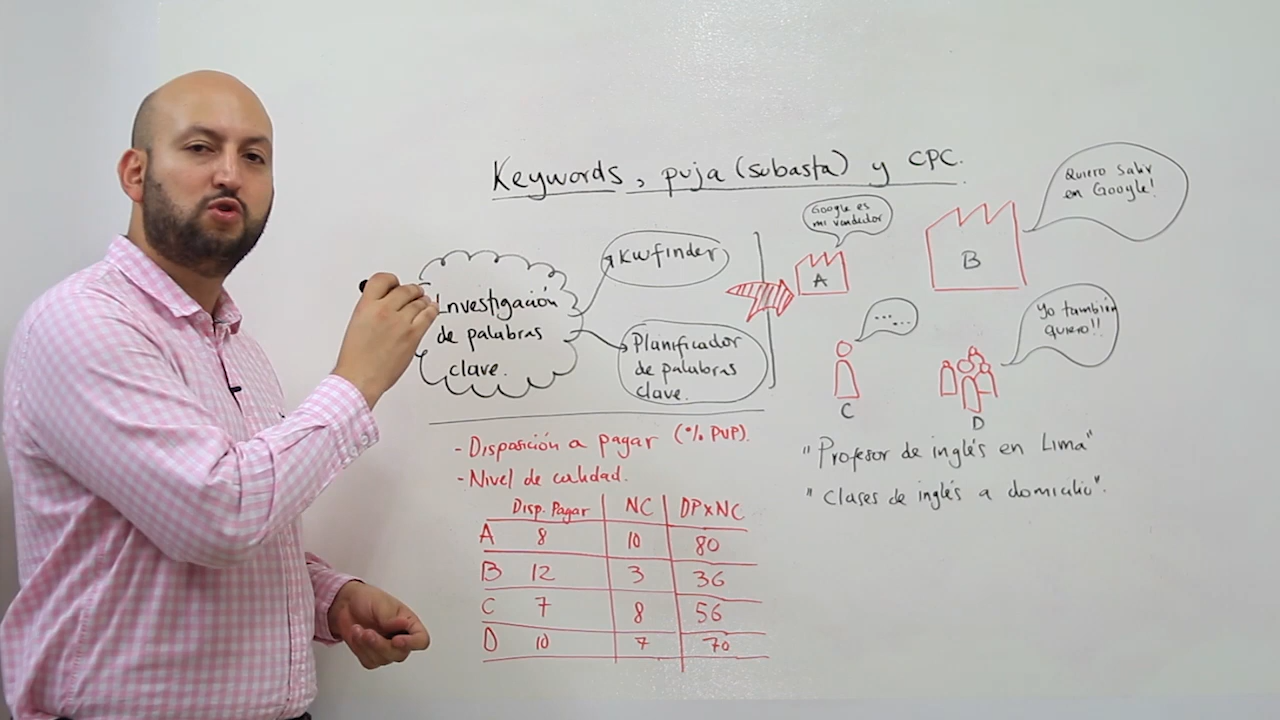 Keywords, puja (subasta) y CPC.
Investigación
de palabras
clave.
Kwfinder
Planificador
de palabras
clave.
Google es
mi vendedor
A
Quiero salir
en Google!
B
.....
C
Yo también
quiero!!
D
"Profesor de inglés en Lima"
"Clases de inglés a domicilio".
- Disposición a pagar (% PVP).
- Nivel de calidad.
Disp. Pagar NC DPxNC
A 8 10 80
B 12 3 36
C 7 8 56
D 10 7 70